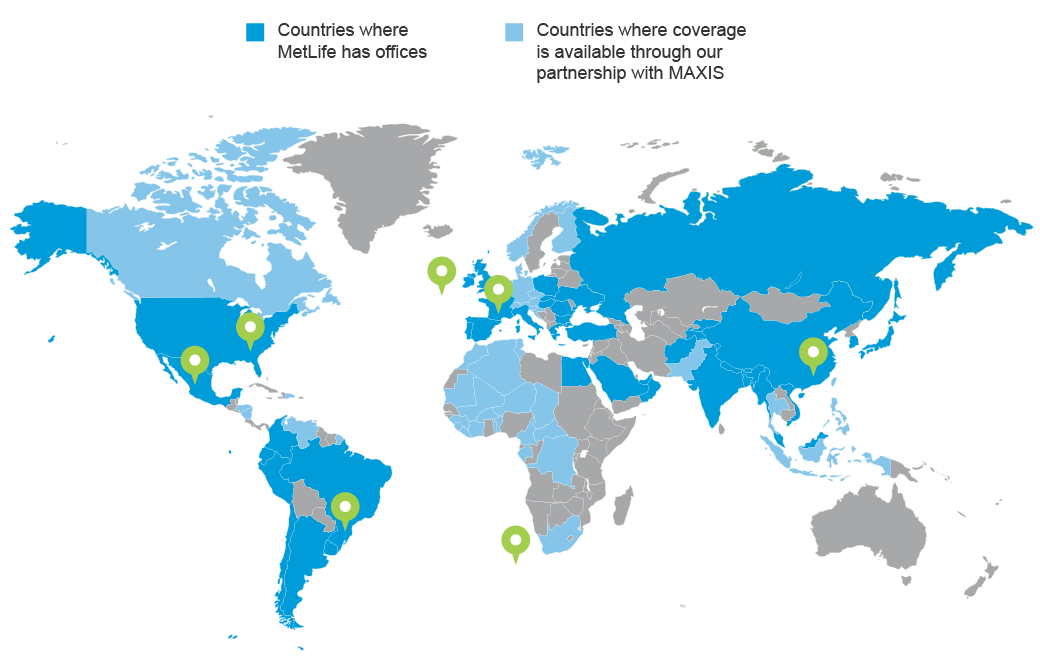 Countries where
MetLife has offices
Countries where coverage
is available through our
partnership with MAXIS